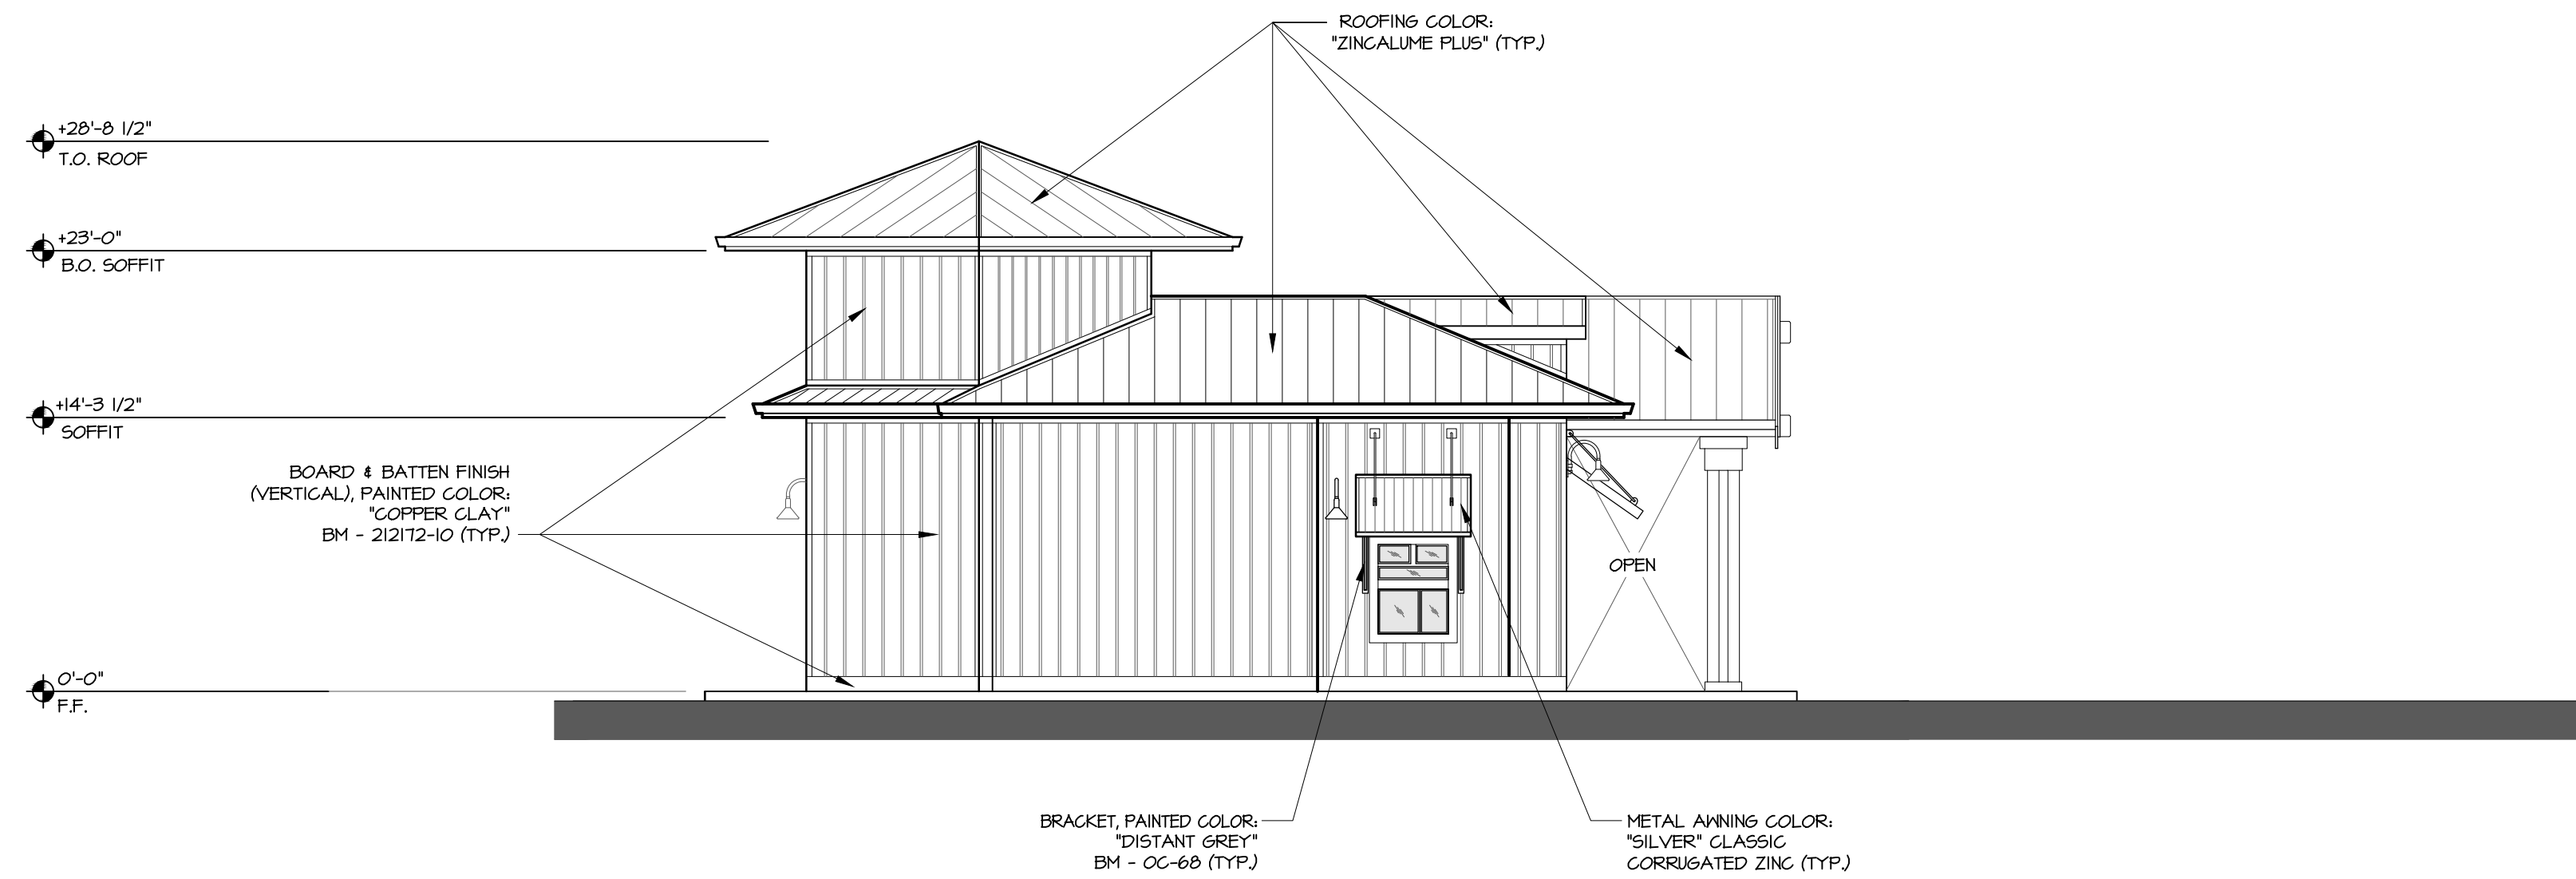 ROOFING COLOR:
"ZINCALUME PLUS" (TYP.)
+28'-8 1/2"
T.O. ROOF
+23'-0"
B.O. SOFFIT
+14'-3 1/2"
SOFFIT
BOARD & BATTEN FINISH
(VERTICAL), PAINTED COLOR:
"COPPER CLAY"
BM - 212172-10 (TYP.)
OPEN
0'-0"
F.F.
BRACKET, PAINTED COLOR:
"DISTANT GREY"
BM - OC-68 (TYP.)
METAL AWNING COLOR:
"SILVER" CLASSIC
CORRUGATED ZINC (TYP.)